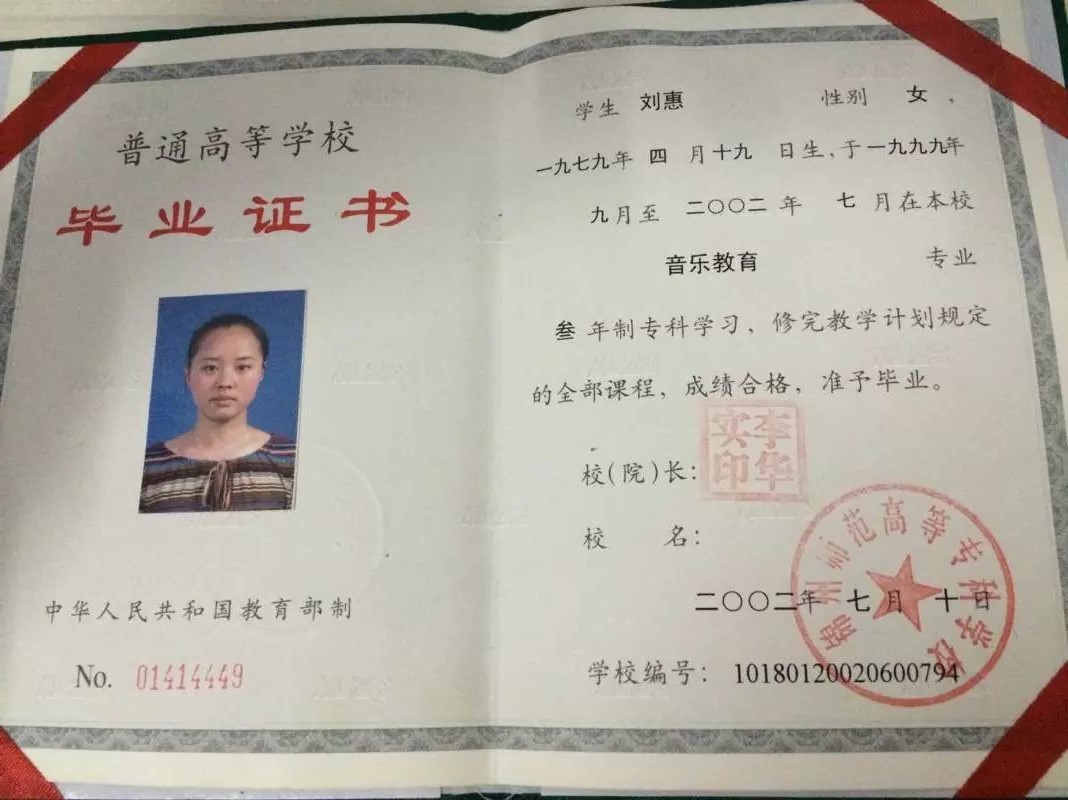 普通高等学校
毕业证书
中华人民共和国教育部制
No. 01414449
学生 刘惠 性别 女、
一九七九年 四 月十九 日生,于一九九九年
九月至 二〇〇二年 七 月在本校
音乐教育 专业
叁 年制专科学习，修完教学计划规定
的全部课程，成绩合格，准予毕业。
校(院)长：
李华
实印
校 名：
锦州师范高等专科学校
二〇〇二年 七 月 十 日
学校编号：10180120020600794